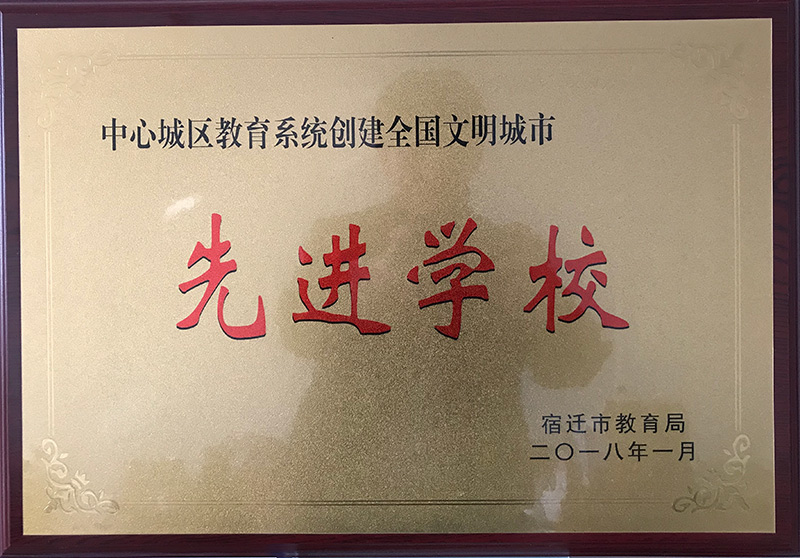 中心城区教育系统创建全国文明城市
先进学校
宿迁市教育局
二〇一八年一月